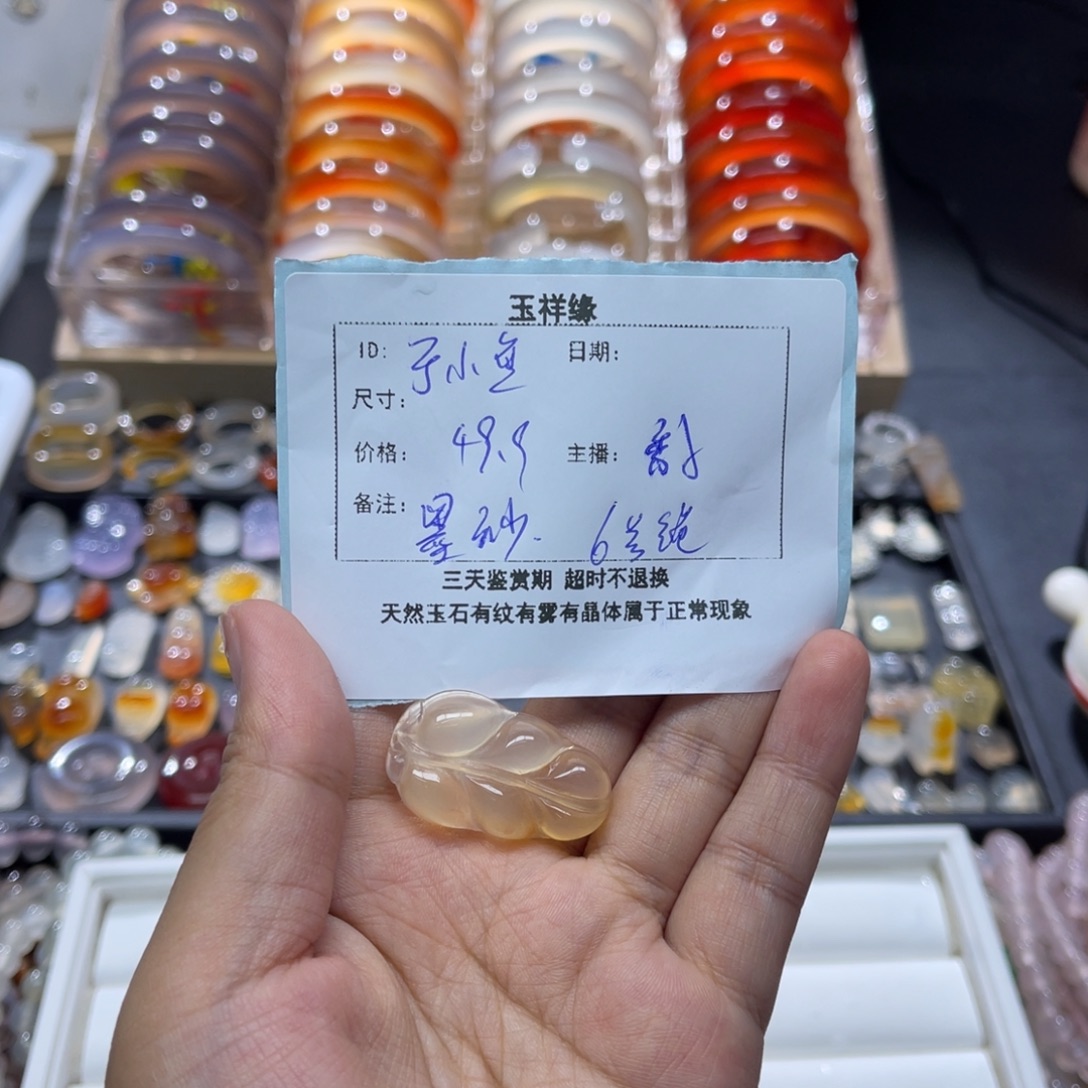 玉祥缘
ID: 于小鱼 日期:
尺寸:
价格: 49.9 主播:
备注: 墨砂. 6 绳
三天鉴赏期 超时不退换
天然玉石有纹有雾有晶体属于正常现象